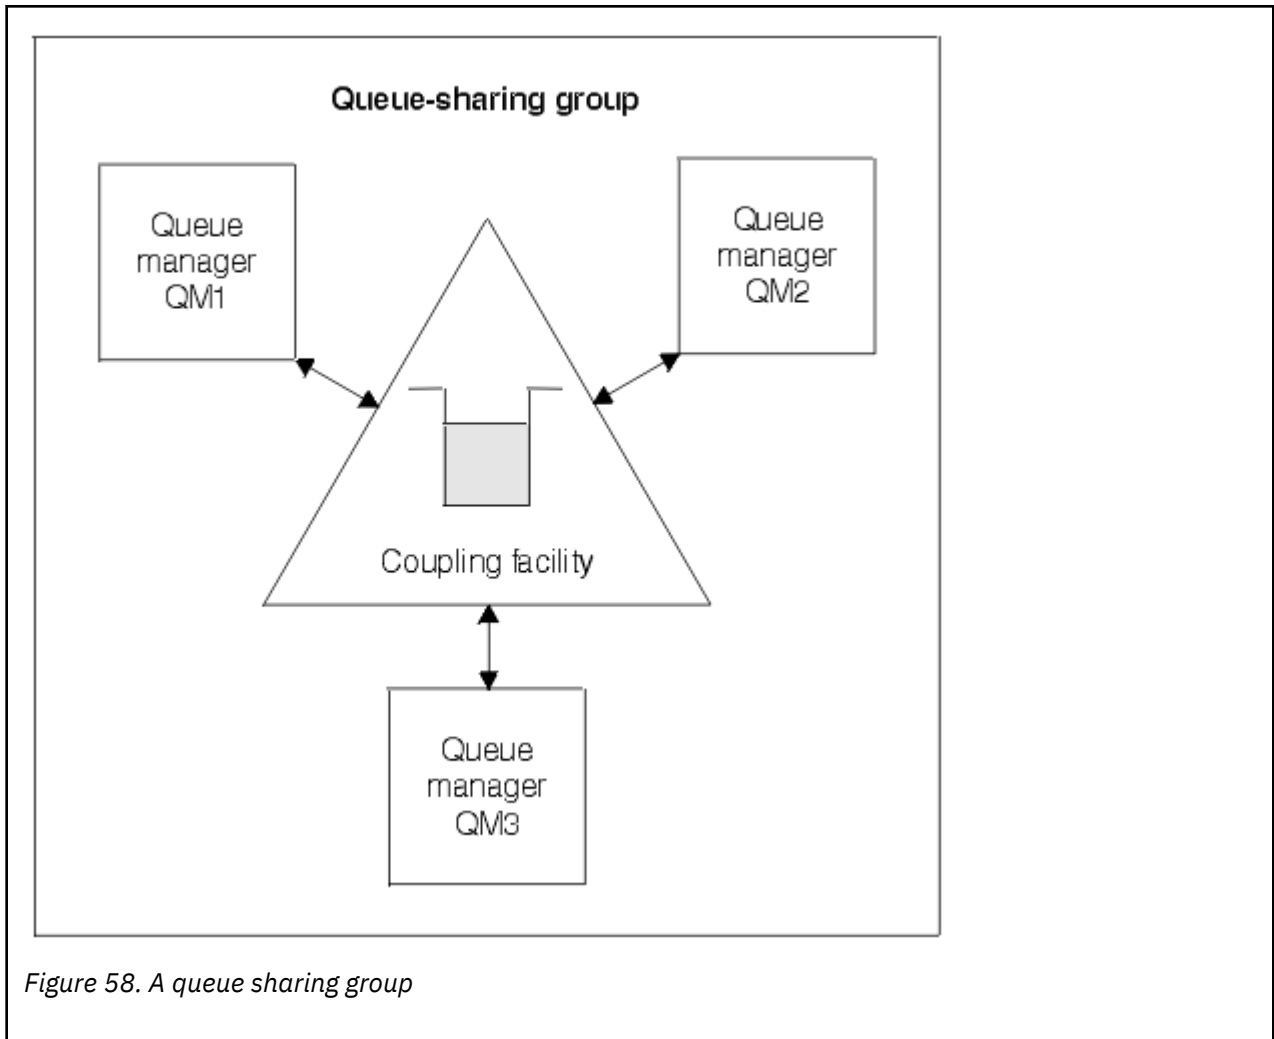 Queue-sharing group
Queue
manager
QM1
Queue
manager
QM2
Coupling facility
Queue
manager
QM3
Figure 58. A queue sharing group